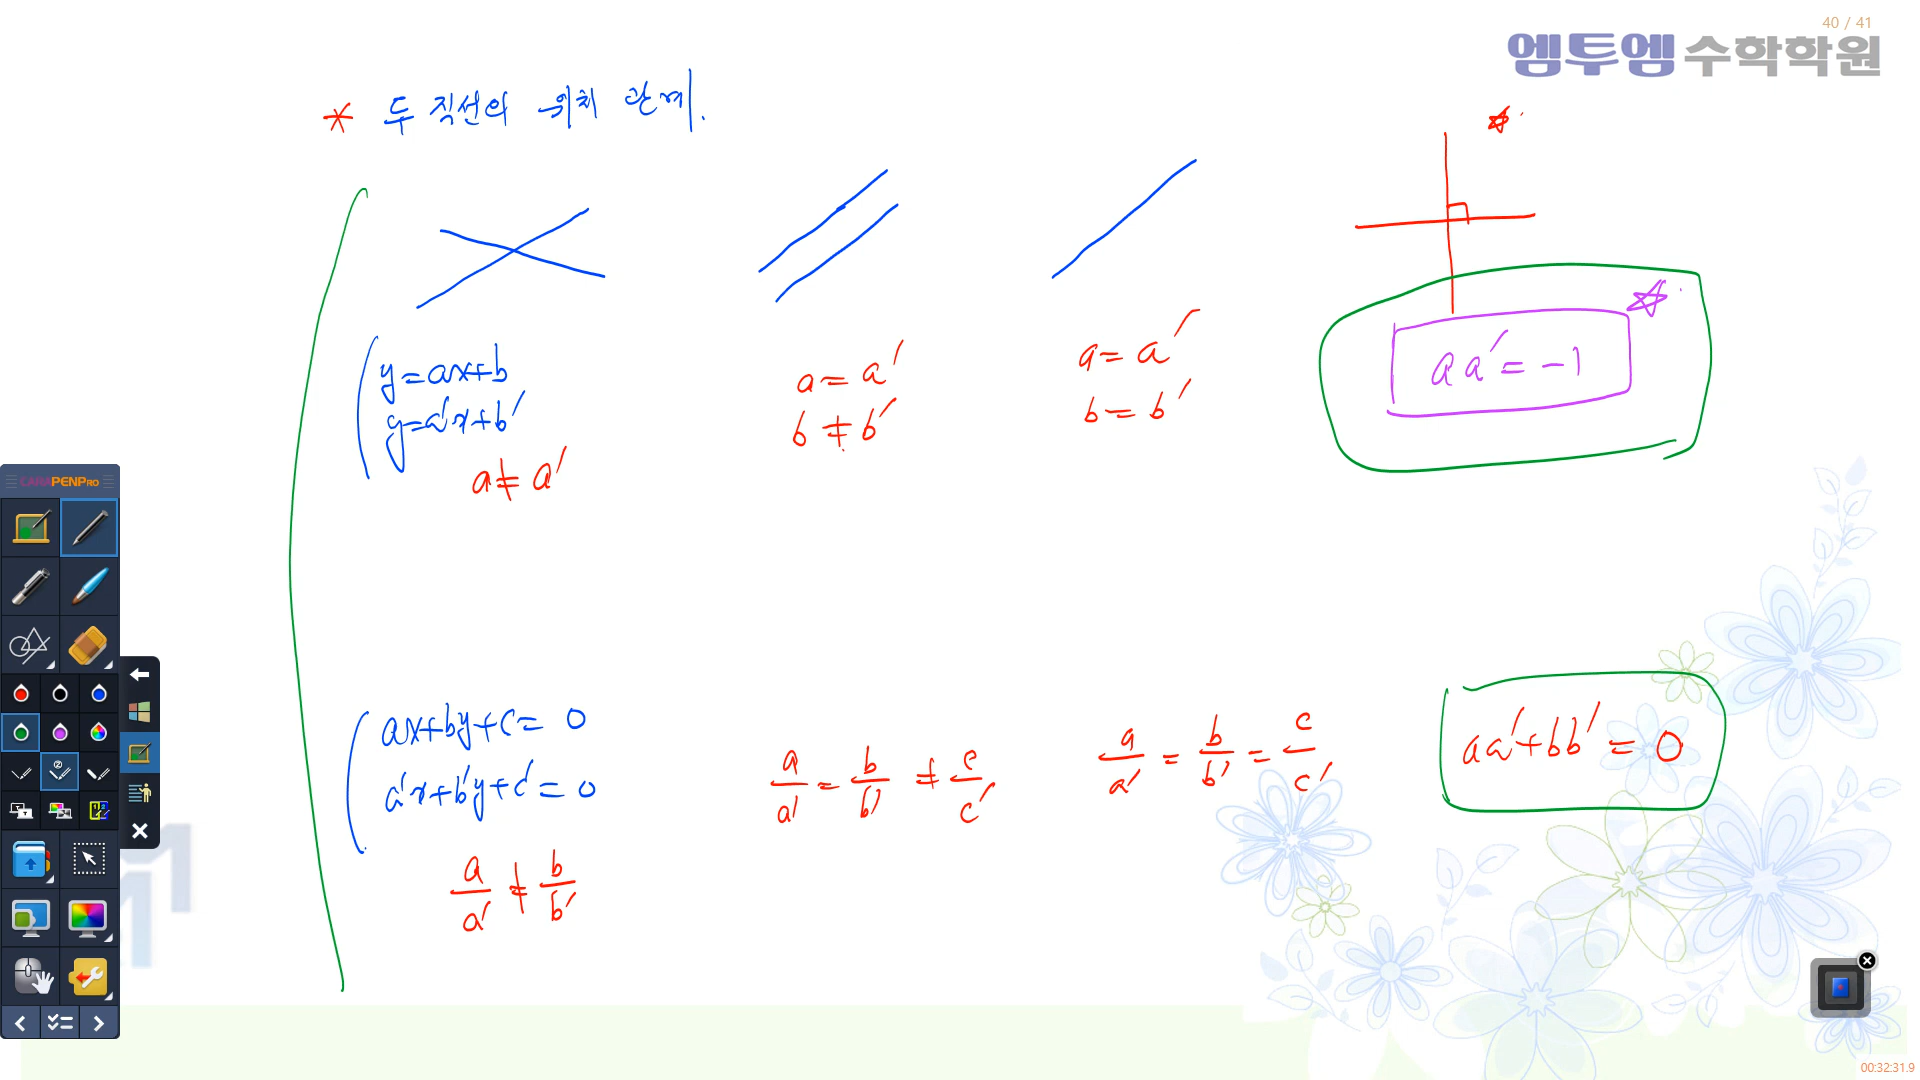 40 / 41
엠투엠수학학원
* 두 직선의 위치 관계.
y=ax+b
y=a'x+b'
a≠a'
a=a'
b≠b'
a=a'
b=b'
aa'=-1
CARAPENPRO
ax+by+c=0
a'x+b'y+c'=0
a/a' ≠ b/b'
a/a' = b/b' ≠ c/c'
a/a' = b/b' = c/c'
aa'+bb'=0
00:32:31.9